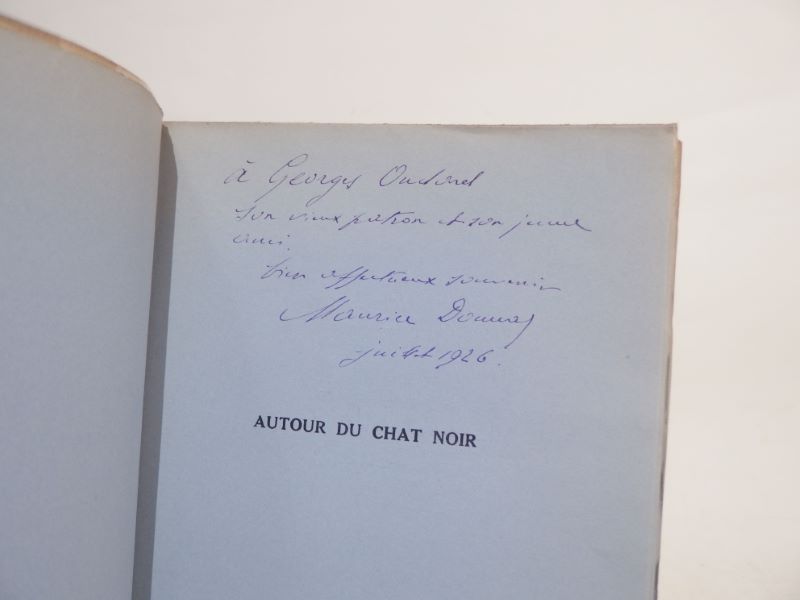 à Georges Oudard
son vieux patron et son jeune
ami.
bien affectueux souvenir
Maurice Donnay
juillet 1926.
AUTOUR DU CHAT NOIR